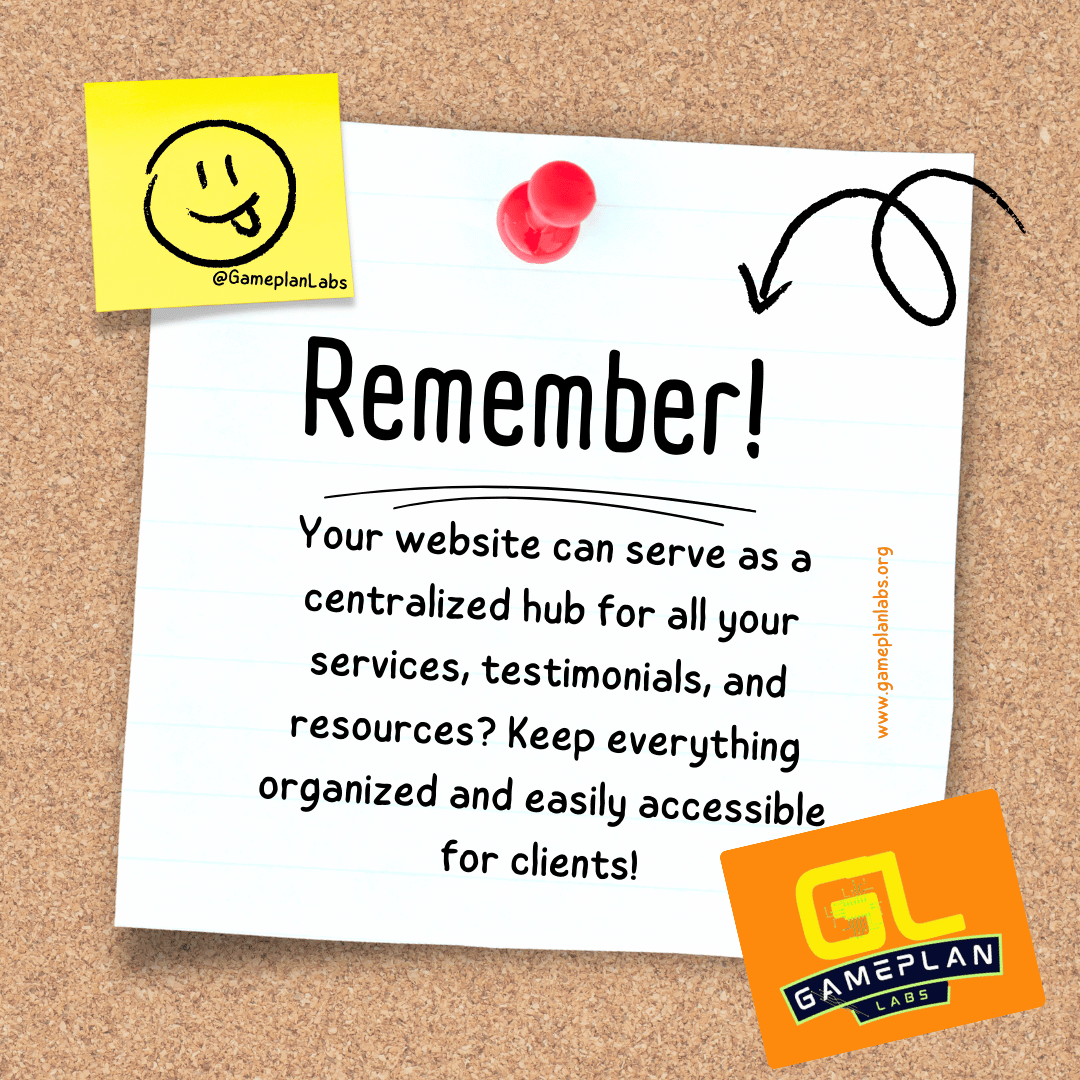 @GameplanLabs
Remember!
Your website can serve as a
centralized hub for all your
services, testimonials, and
resources? Keep everything
organized and easily accessible
for clients!
www.gameplanlabs.org
GL
GAMEPLAN
LABS